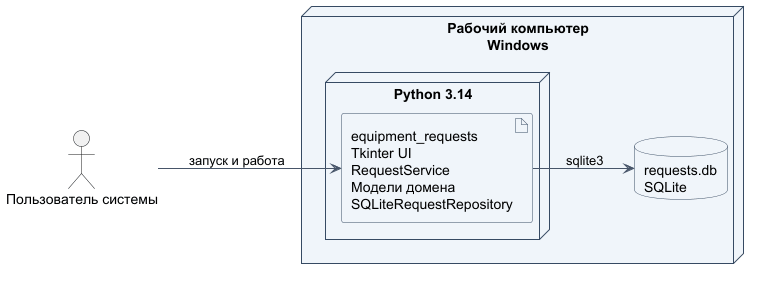 Рабочий компьютер
Windows
Python 3.14
equipment_requests
Tkinter UI
RequestService
Модели домена
SQLiteRequestRepository
запуск и работа
sqlite3
requests.db
SQLite
Пользователь системы